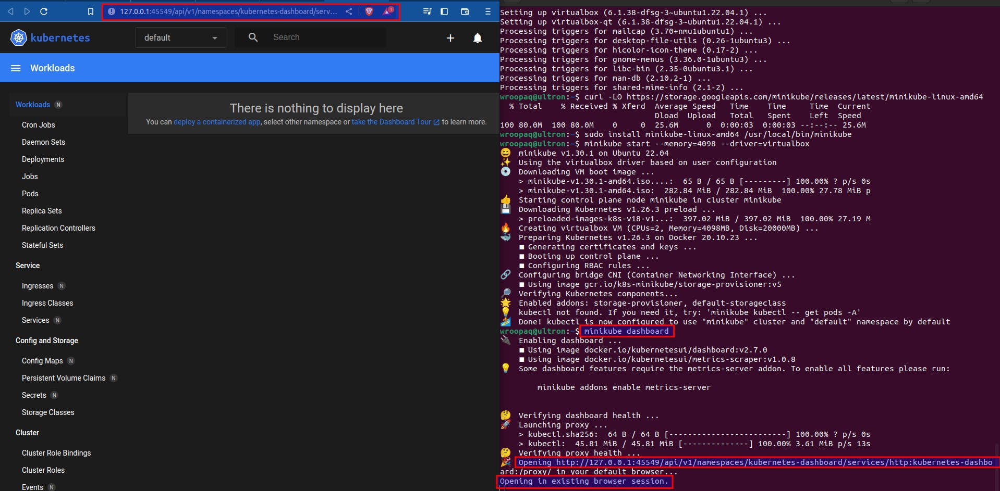 127.0.0.1:45549/api/v1/namespaces/kubernetes-dashboard/serv...
1
kubernetes
default
Search
Workloads
Workloads N
Cron Jobs
Daemon Sets
Deployments
Jobs
Pods
Replica Sets
Replication Controllers
Stateful Sets
Service
Ingresses N
Ingress Classes
Services N
Config and Storage
Config Maps N
Persistent Volume Claims N
Secrets N
Storage Classes
Cluster
Cluster Role Bindings
Cluster Roles
Events N
There is nothing to display here
You can deploy a containerized app, select other namespace or take the Dashboard Tour to learn more.
Setting up virtualbox (6.1.38-dfsg-3~ubuntu1.22.04.1) ...
Setting up virtualbox-qt (6.1.38-dfsg-3~ubuntu1.22.04.1) ...
Processing triggers for mailcap (3.70+nmu1ubuntu1) ...
Processing triggers for desktop-file-utils (0.26-1ubuntu3) ...
Processing triggers for hicolor-icon-theme (0.17-2) ...
Processing triggers for gnome-menus (3.36.0-1ubuntu3) ...
Processing triggers for libc-bin (2.35-0ubuntu3.1) ...
Processing triggers for man-db (2.10.2-1) ...
Processing triggers for shared-mime-info (2.1-2) ...
wroopaq@ultron:~$ curl -LO https://storage.googleapis.com/minikube/releases/latest/minikube-linux-amd64
% Total % Received % Xferd Average Speed Time Time Time Current
Dload Upload Total Spent Left Speed
100 80.0M 100 80.0M 0 0 25.6M 0 0:00:03 0:00:03 --:--:-- 25.6M
wroopaq@ultron:~$ sudo install minikube-linux-amd64 /usr/local/bin/minikube
wroopaq@ultron:~$ minikube start --memory=4098 --driver=virtualbox
😄 minikube v1.30.1 on Ubuntu 22.04
✨ Using the virtualbox driver based on user configuration
💿 Downloading VM boot image ...
> minikube-v1.30.1-amd64.iso....: 65 B / 65 B [---------] 100.00% ? p/s 0s
> minikube-v1.30.1-amd64.iso: 282.84 MiB / 282.84 MiB 100.00% 27.78 MiB p
👍 Starting control plane node minikube in cluster minikube
💾 Downloading Kubernetes v1.26.3 preload ...
> preloaded-images-k8s-v18-v1...: 397.02 MiB / 397.02 MiB 100.00% 27.19 M
🔥 Creating virtualbox VM (CPUs=2, Memory=4098MB, Disk=20000MB) ...
🐳 Preparing Kubernetes v1.26.3 on Docker 20.10.23 ...
■ Generating certificates and keys ...
■ Booting up control plane ...
■ Configuring RBAC rules ...
🔗 Configuring bridge CNI (Container Networking Interface) ...
■ Using image gcr.io/k8s-minikube/storage-provisioner:v5
🔎 Verifying Kubernetes components...
🌟 Enabled addons: storage-provisioner, default-storageclass
💡 kubectl not found. If you need it, try: 'minikube kubectl -- get pods -A'
🏄 Done! kubectl is now configured to use "minikube" cluster and "default" namespace by default
wroopaq@ultron:~$ minikube dashboard
🔌 Enabling dashboard ...
■ Using image docker.io/kubernetesui/dashboard:v2.7.0
■ Using image docker.io/kubernetesui/metrics-scraper:v1.0.8
💡 Some dashboard features require the metrics-server addon. To enable all features please run:
minikube addons enable metrics-server
🤔 Verifying dashboard health ...
🚀 Launching proxy ...
> kubectl.sha256: 64 B / 64 B [-------------------------] 100.00% ? p/s 0s
> kubectl: 45.81 MiB / 45.81 MiB [--------------] 100.00% 3.61 MiB p/s 13s
🤔 Verifying proxy health ...
🎉 Opening http://127.0.0.1:45549/api/v1/namespaces/kubernetes-dashboard/services/http:kubernetes-dashbo
ard:/proxy/ in your default browser...
Opening in existing browser session.